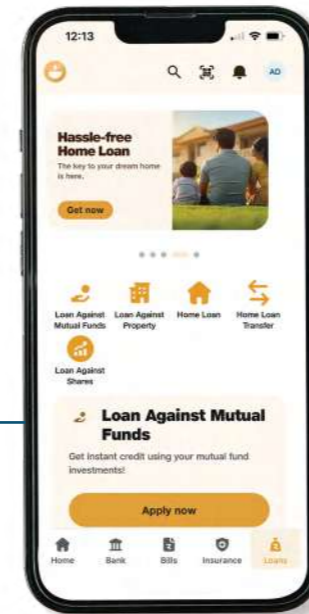 12:13
AD
Hassle-free
Home Loan
The key to your dream home
is here.
Get now
Loan Against
Mutual Funds
Loan Against
Property
Home Loan
Home Loan
Transfer
Loan Against
Shares
Loan Against Mutual
Funds
Get instant credit using your mutual fund
investments!
Apply now
Home
Bank
Bills
Insurance
Loans